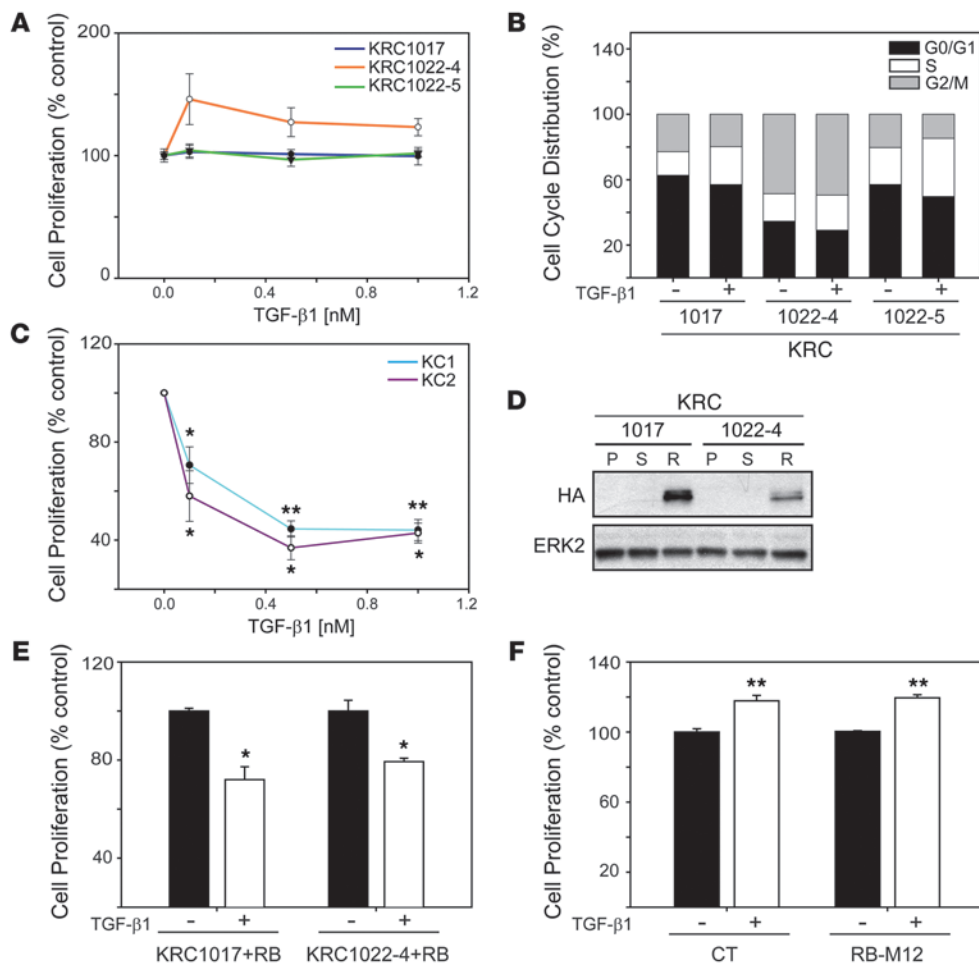 A
Cell Proliferation (% control)
200
100
0
0.0 0.4 0.8 1.2
TGF-β1 [nM]
KRC1017
KRC1022-4
KRC1022-5
B
Cell Cycle Distribution (%)
140
100
60
20
G0/G1
S
G2/M
TGF-β1 - + - + - +
1017 1022-4 1022-5
KRC
C
Cell Proliferation (% control)
120
80
40
0.0 0.4 0.8 1.2
TGF-β1 [nM]
KC1
KC2
* ** **
* * *
D
KRC
1017 1022-4
P S R P S R
HA
ERK2
E
Cell Proliferation (% control)
120
80
40
* *
TGF-β1 - + - +
KRC1017+RB KRC1022-4+RB
F
Cell Proliferation (% control)
140
100
60
20
** **
TGF-β1 - + - +
CT RB-M12